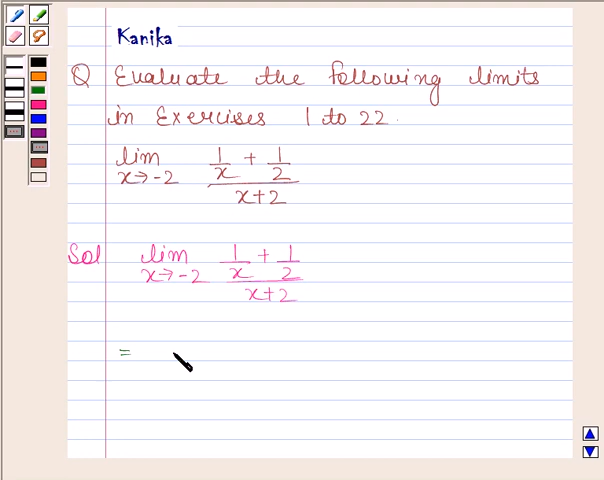 Kanika
Q Evaluate the following limits
in Exercises 1 to 22.
lim x→-2 (1/x + 1/2)/(x+2)
Sol lim x→-2 (1/x + 1/2)/(x+2)
=